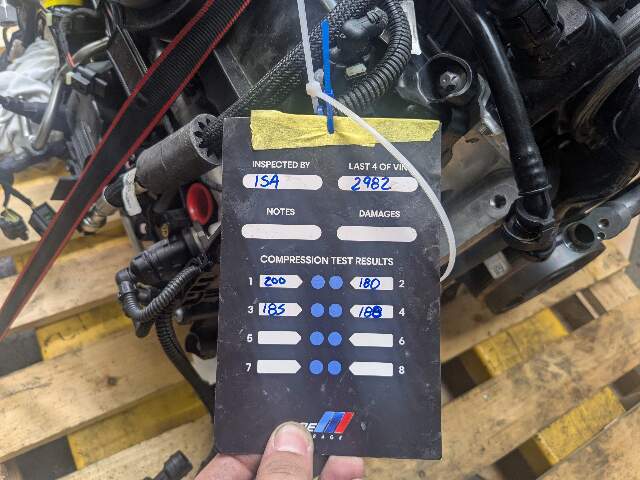 INSPECTED BY LAST 4 OF VIN
ISA 2982
NOTES DAMAGES
COMPRESSION TEST RESULTS
1 200 180 2
3 185 4
5 6
7 8